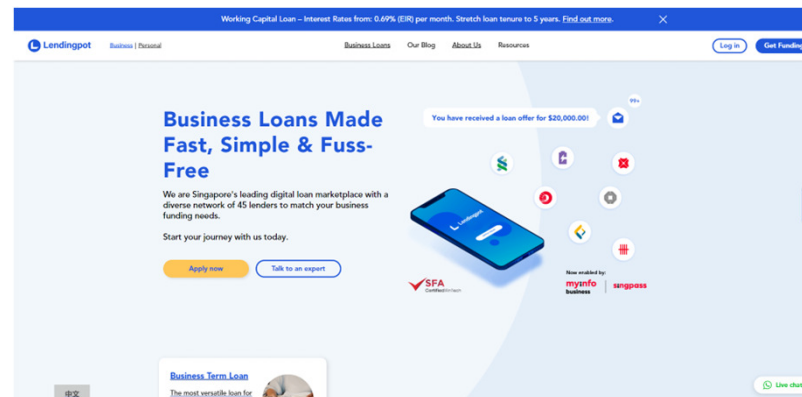 Working Capital Loan – Interest Rates from: 0.69% (EIR) per month. Stretch loan tenure to 5 years. Find out more.
Lendingpot
Business | Personal
Business Loans
Our Blog
About Us
Resources
Log in
Get Funding
Business Loans Made
Fast, Simple & Fuss-
Free
We are Singapore's leading digital loan marketplace with a
diverse network of 45 lenders to match your business
funding needs.
Start your journey with us today.
Apply now
Talk to an expert
99+
You have received a loan offer for $20,000.00!
Lendingpot
SFA
Certified FinTech
Now enabled by:
myinfo
business
singpass
Business Term Loan
The most versatile loan for
中文
Live chat